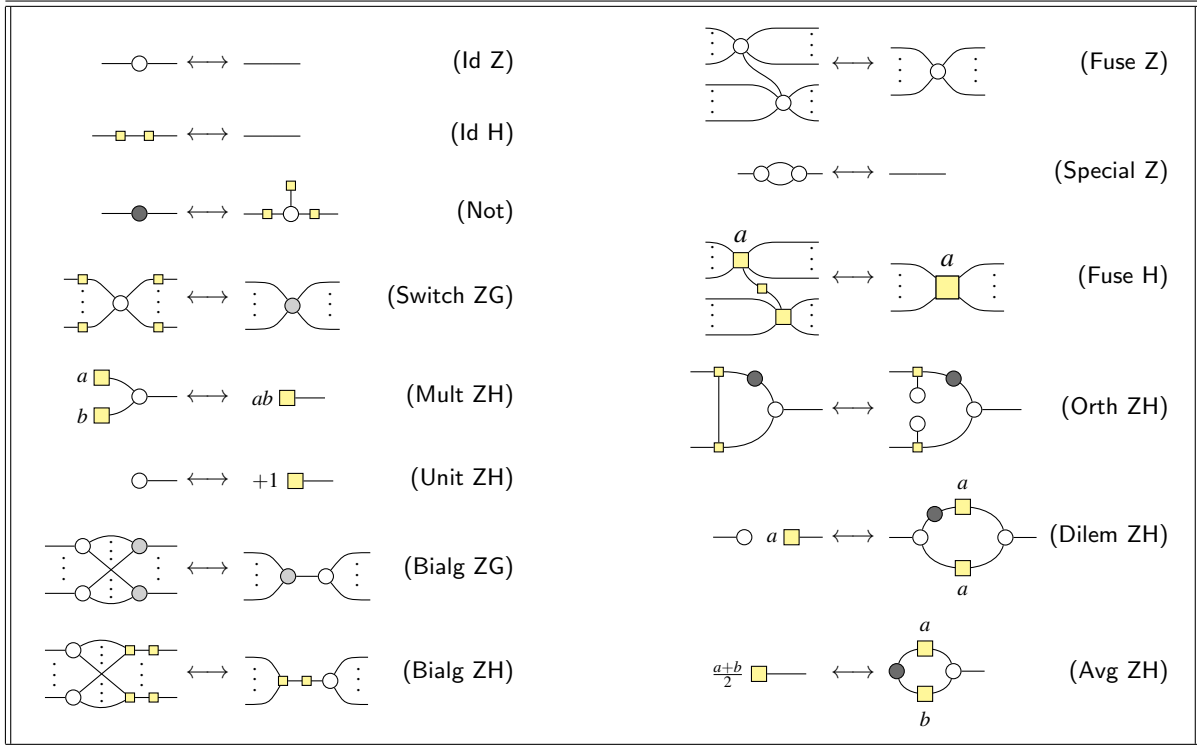 (Id Z)
(Id H)
(Not)
(Switch ZG)
a
b
ab
(Mult ZH)
+1
(Unit ZH)
(Bialg ZG)
(Bialg ZH)
(Fuse Z)
(Special Z)
a
a
(Fuse H)
(Orth ZH)
a
a
a
(Dilem ZH)
a+b
2
a
b
(Avg ZH)